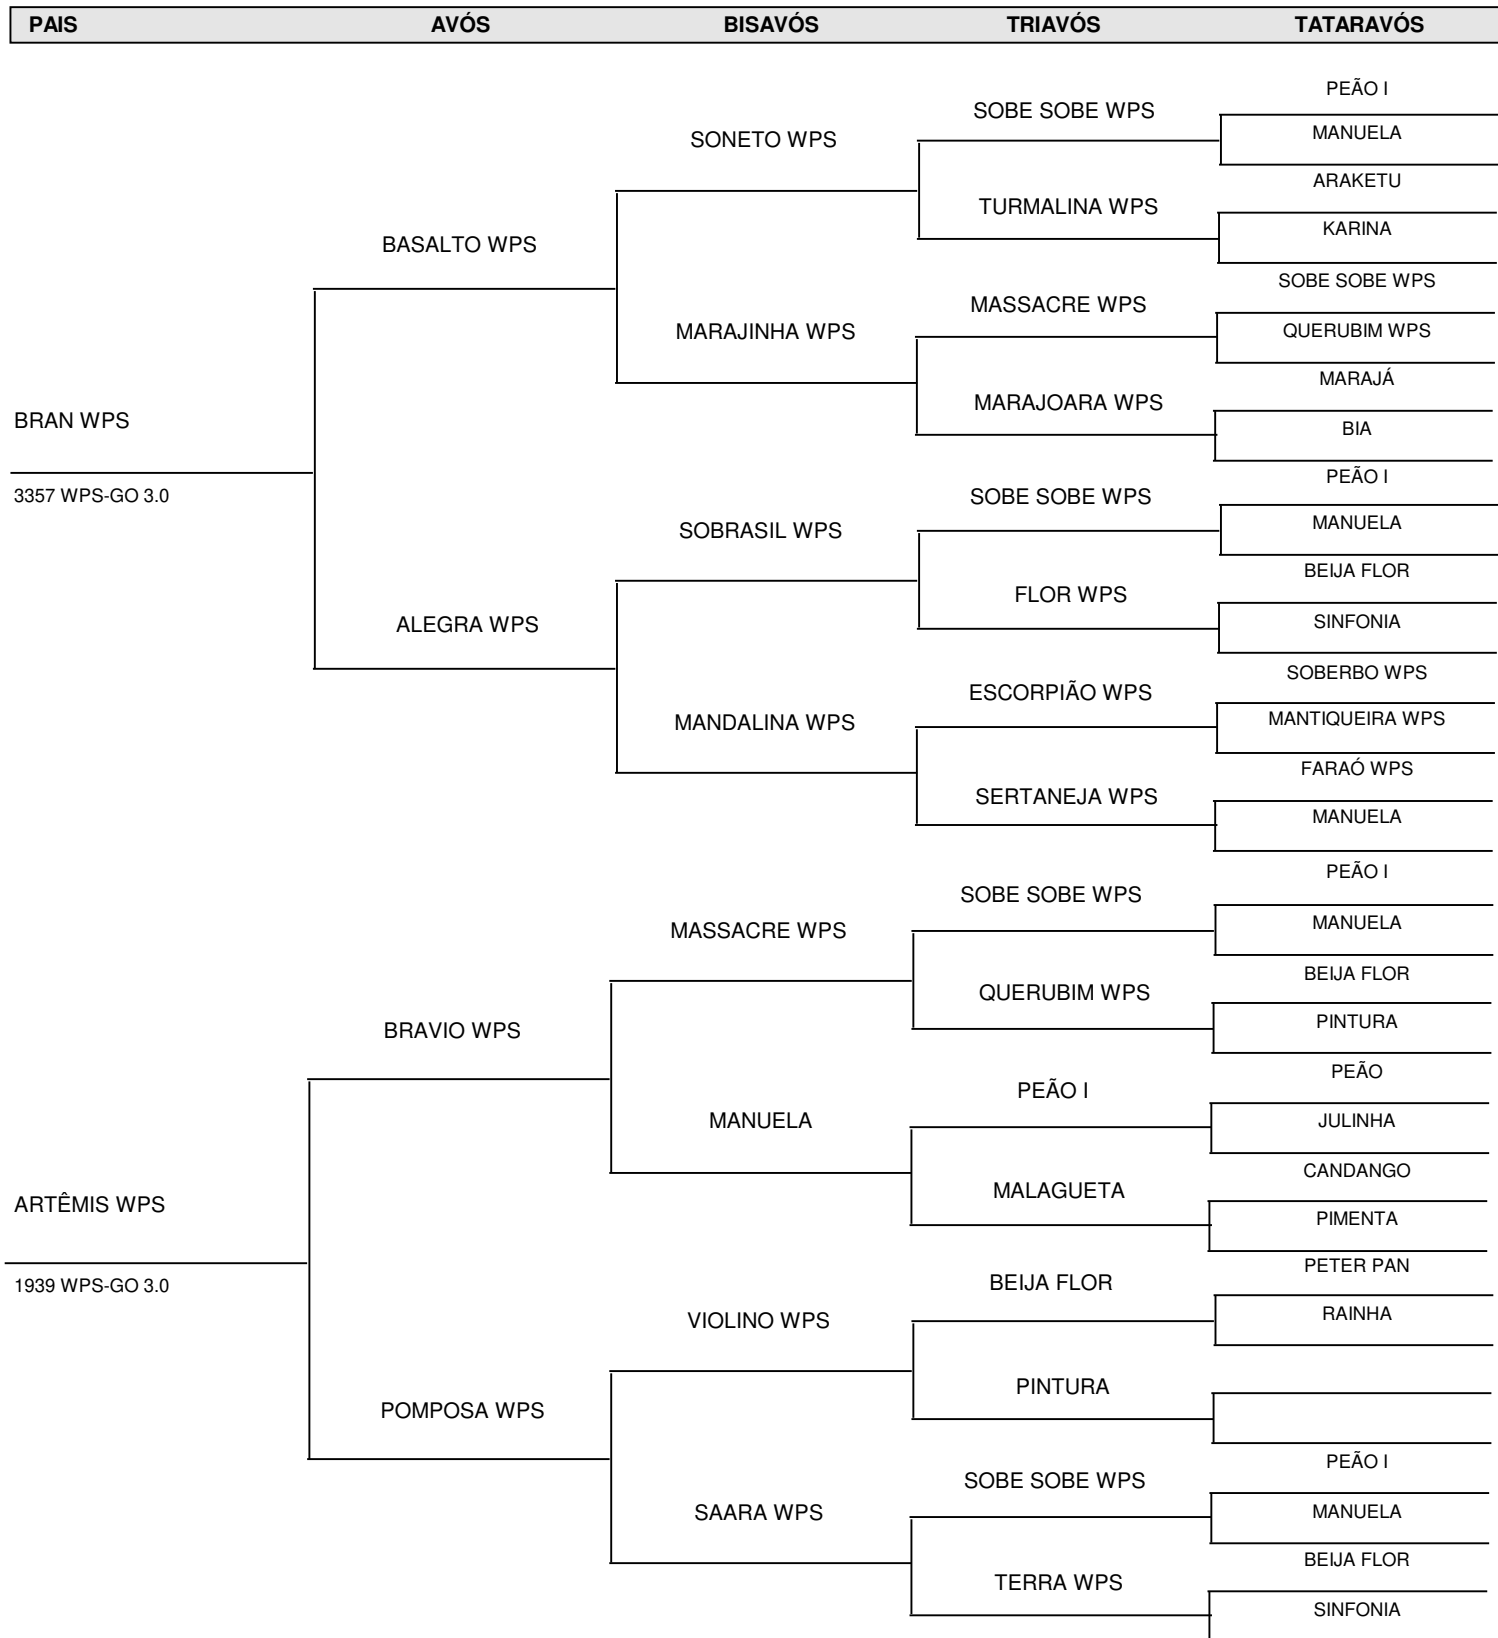 PAIS AVÓS BISAVÓS TRIAVÓS TATARAVÓS
PEÃO I
SOBE SOBE WPS
MANUELA
SONETO WPS
ARAKETU
TURMALINA WPS
KARINA
BASALTO WPS
SOBE SOBE WPS
MASSACRE WPS
QUERUBIM WPS
MARAJINHA WPS
MARAJÁ
MARAJOARA WPS
BIA
BRAN WPS
3357 WPS-GO 3.0
PEÃO I
SOBE SOBE WPS
MANUELA
SOBRASIL WPS
BEIJA FLOR
FLOR WPS
SINFONIA
ALEGRA WPS
SOBERBO WPS
ESCORPIÃO WPS
MANTIQUEIRA WPS
MANDALINA WPS
FARAÓ WPS
SERTANEJA WPS
MANUELA
PEÃO I
SOBE SOBE WPS
MANUELA
MASSACRE WPS
BEIJA FLOR
QUERUBIM WPS
PINTURA
BRAVIO WPS
PEÃO
PEÃO I
JULINHA
MANUELA
CANDANGO
MALAGUETA
PIMENTA
ARTÊMIS WPS
1939 WPS-GO 3.0
PETER PAN
BEIJA FLOR
RAINHA
VIOLINO WPS
PINTURA
POMPOSA WPS
PEÃO I
SOBE SOBE WPS
MANUELA
SAARA WPS
BEIJA FLOR
TERRA WPS
SINFONIA